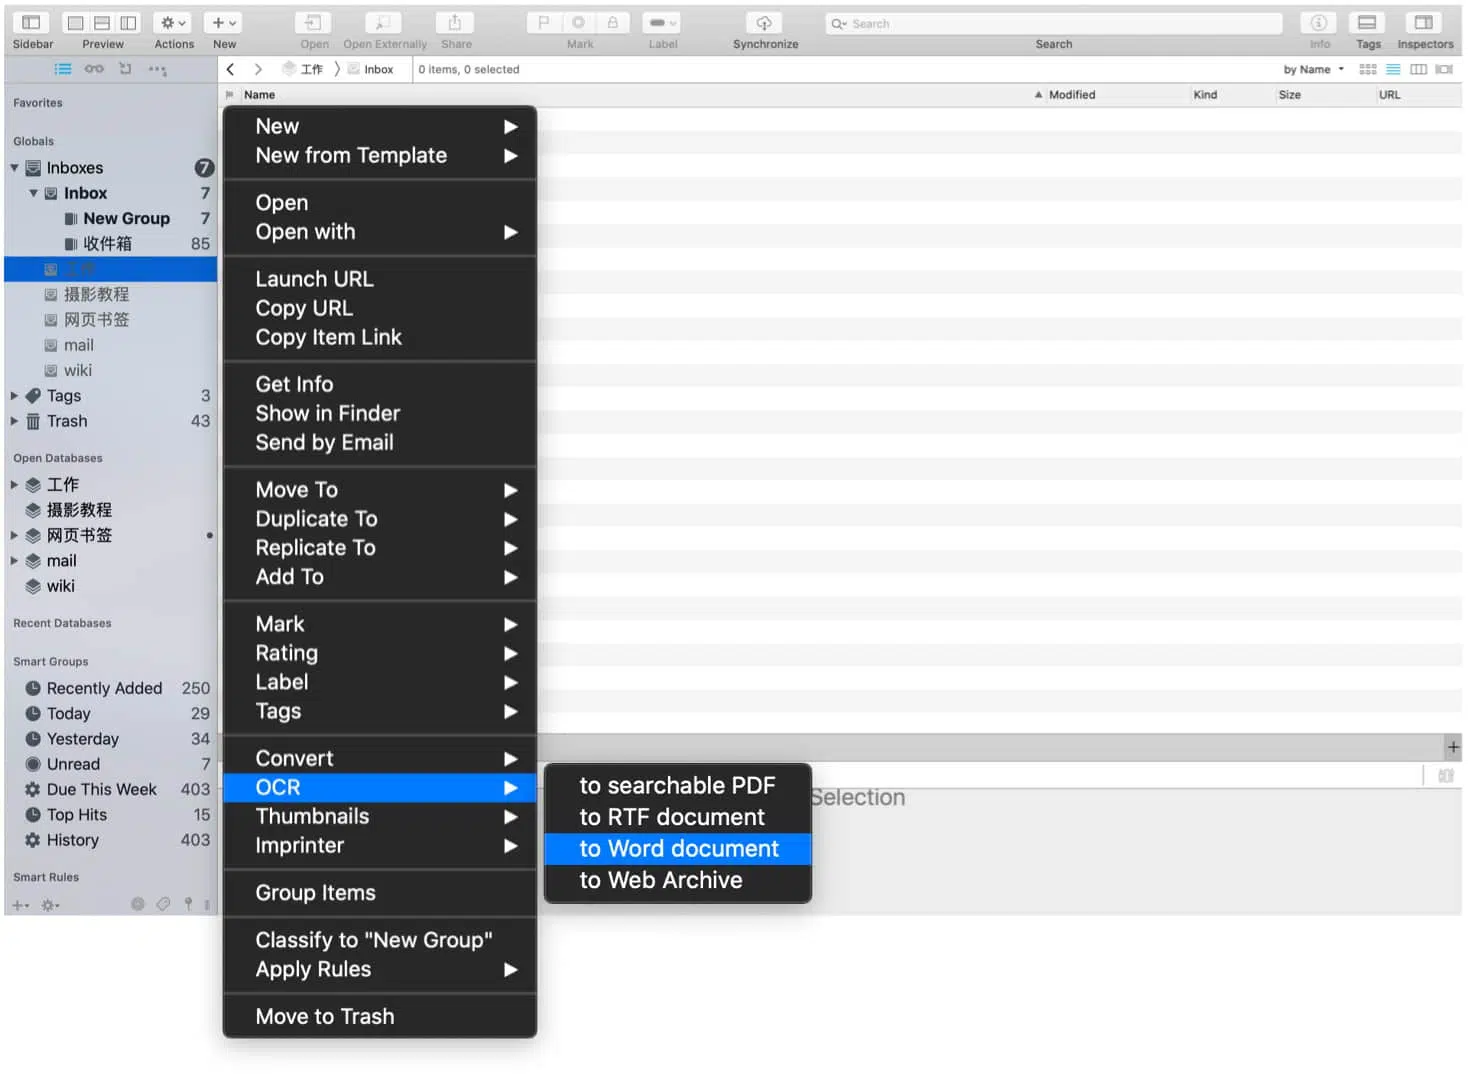 Sidebar Preview Actions New Open Open Externally Share Mark Label Synchronize Search Info Tags Inspectors
Search
工作 Inbox 0 items, 0 selected by Name
Name Modified Kind Size URL
Favorites
Globals
Inboxes 7
Inbox 7
New Group 7
收件箱 85
工作
摄影教程
网页书签
mail
wiki
Tags 3
Trash 43
Open Databases
工作
摄影教程
网页书签
mail
wiki
Recent Databases
Smart Groups
Recently Added 250
Today 29
Yesterday 34
Unread 7
Due This Week 403
Top Hits 15
History 403
Smart Rules
New
New from Template
Open
Open with
Launch URL
Copy URL
Copy Item Link
Get Info
Show in Finder
Send by Email
Move To
Duplicate To
Replicate To
Add To
Mark
Rating
Label
Tags
Convert
OCR
Thumbnails
Imprinter
Group Items
Classify to "New Group"
Apply Rules
Move to Trash
to searchable PDF
to RTF document
to Word document
to Web Archive
Selection